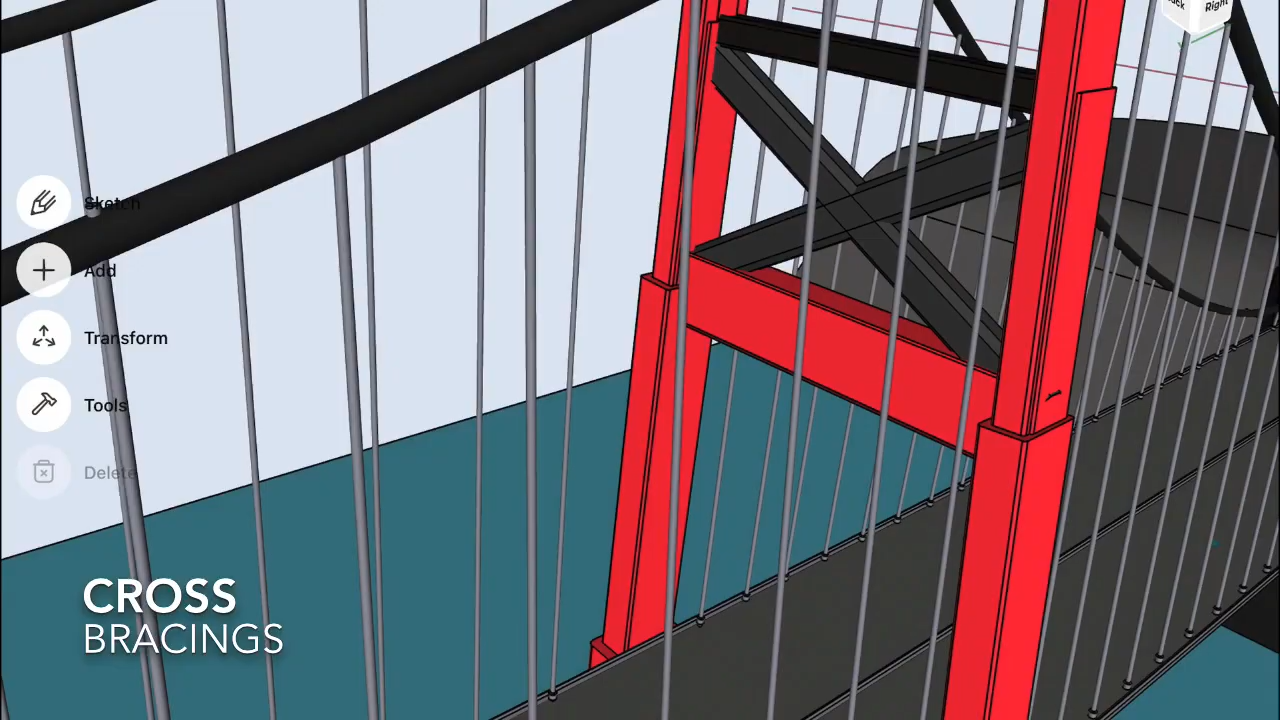 Right
Sketch
Add
Transform
Tools
Delete
CROSS
BRACINGS